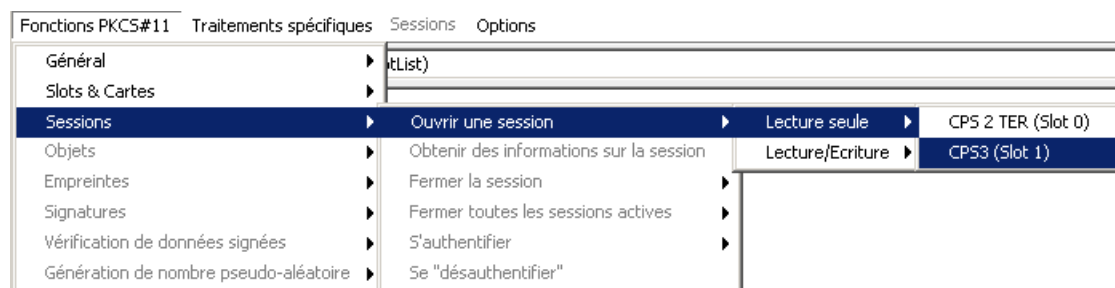 Fonctions PKCS#11 Traitements spécifiques Sessions Options
Général
tList)
Slots & Cartes
Sessions Ouvrir une session Lecture seule CPS 2 TER (Slot 0)
Objets Obtenir des informations sur la session Lecture/Ecriture CPS3 (Slot 1)
Empreintes Fermer la session
Signatures Fermer toutes les sessions actives
Vérification de données signées S'authentifier
Génération de nombre pseudo-aléatoire Se "désauthentifier"